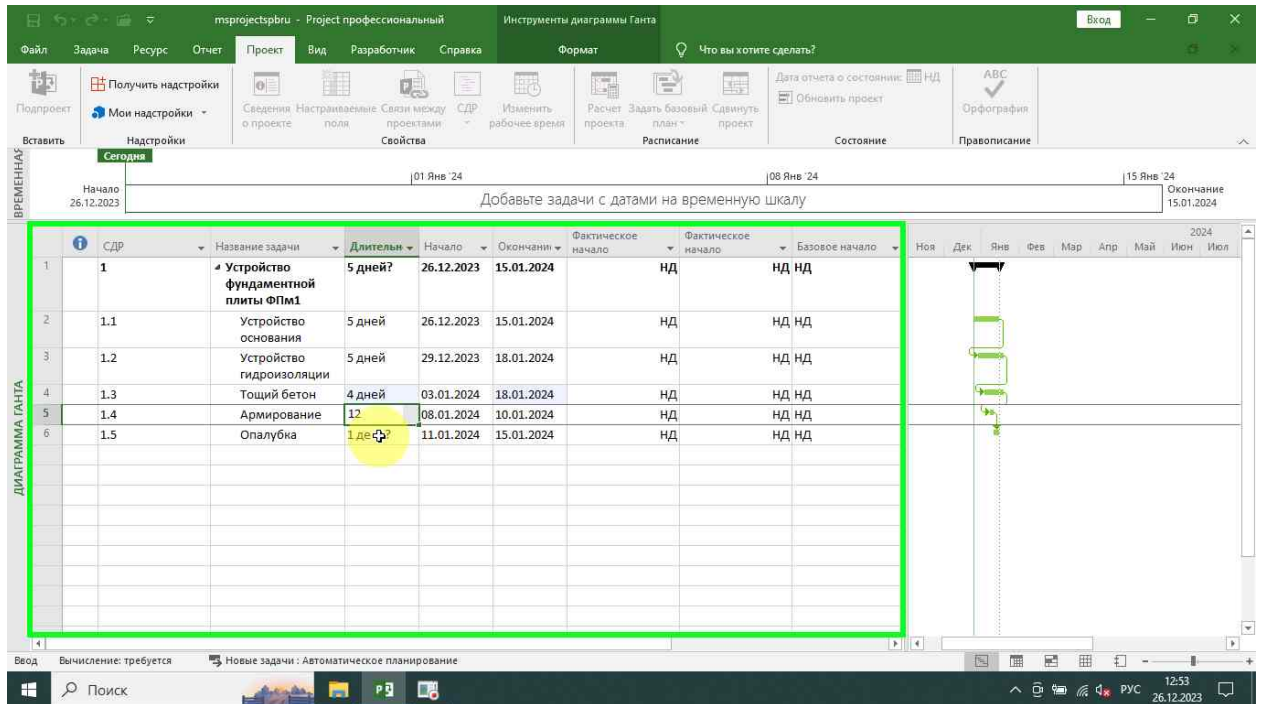 msprojectspbru - Project профессиональный
Инструменты диаграммы Ганта
Вход
Файл Задача Ресурс Отчет Проект Вид Разработчик Справка Формат Что вы хотите сделать?
Подпроект
Получить надстройки
Мои надстройки
Сведения о проекте
Настраиваемые поля
Связи между проектами
СДР
Изменить рабочее время
Расчет проекта
Задать базовый план
Сдвинуть проект
Дата отчета о состоянии: НД
Обновить проект
ABC
Орфография
Вставить Надстройки Свойства Расписание Состояние Правописание
ВРЕМЕННАЯ
Сегодня
01 Янв '24 08 Янв '24 15 Янв '24
Начало
26.12.2023
Добавьте задачи с датами на временную шкалу
Окончание
15.01.2024
ДИАГРАММА ГАНТА
СДР Название задачи Длительн Начало Окончани Фактическое начало Фактическое начало Базовое начало
2024
Ноя Дек Янв Фев Мар Апр Май Июн Июл
1 1 Устройство фундаментной плиты ФПм1 5 дней? 26.12.2023 15.01.2024 НД НД НД
2 1.1 Устройство основания 5 дней 26.12.2023 15.01.2024 НД НД НД
3 1.2 Устройство гидроизоляции 5 дней 29.12.2023 18.01.2024 НД НД НД
4 1.3 Тощий бетон 4 дней 03.01.2024 18.01.2024 НД НД НД
5 1.4 Армирование 12 08.01.2024 10.01.2024 НД НД НД
6 1.5 Опалубка 1 де ? 11.01.2024 15.01.2024 НД НД НД
Ввод Вычисление: требуется Новые задачи : Автоматическое планирование
Поиск
РУС
12:53
26.12.2023